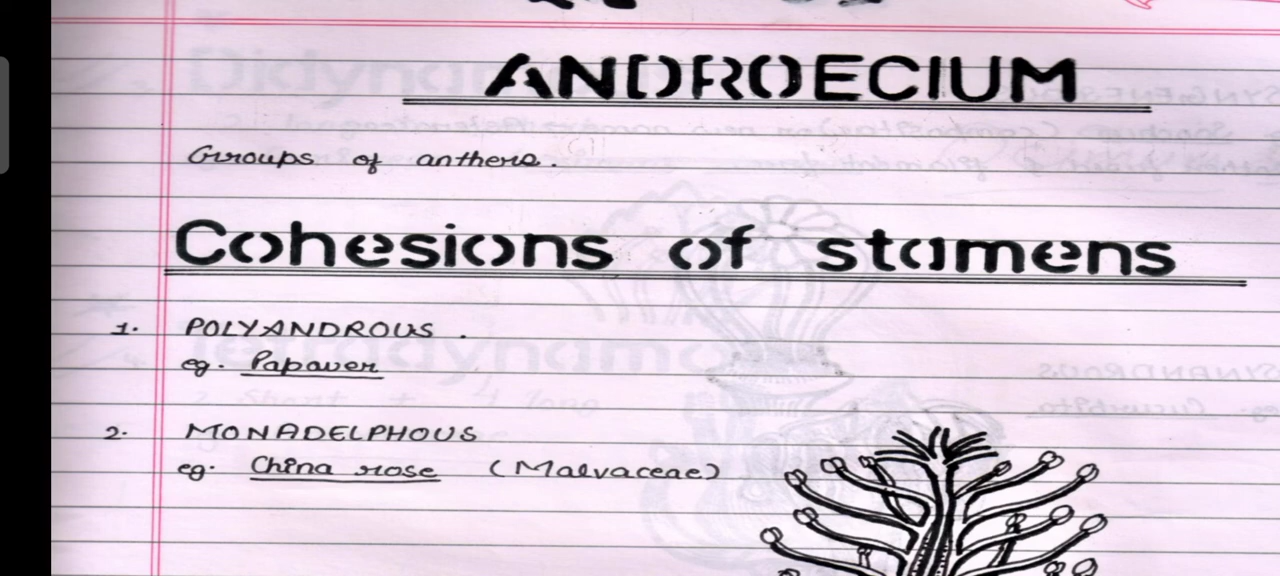 ANDROECIUM
Groups of anthers.
Cohesions of stamens
1. POLYANDROUS.
eg. Papaver
2. MONADELPHOUS
eg. China rose (Malvaceae)